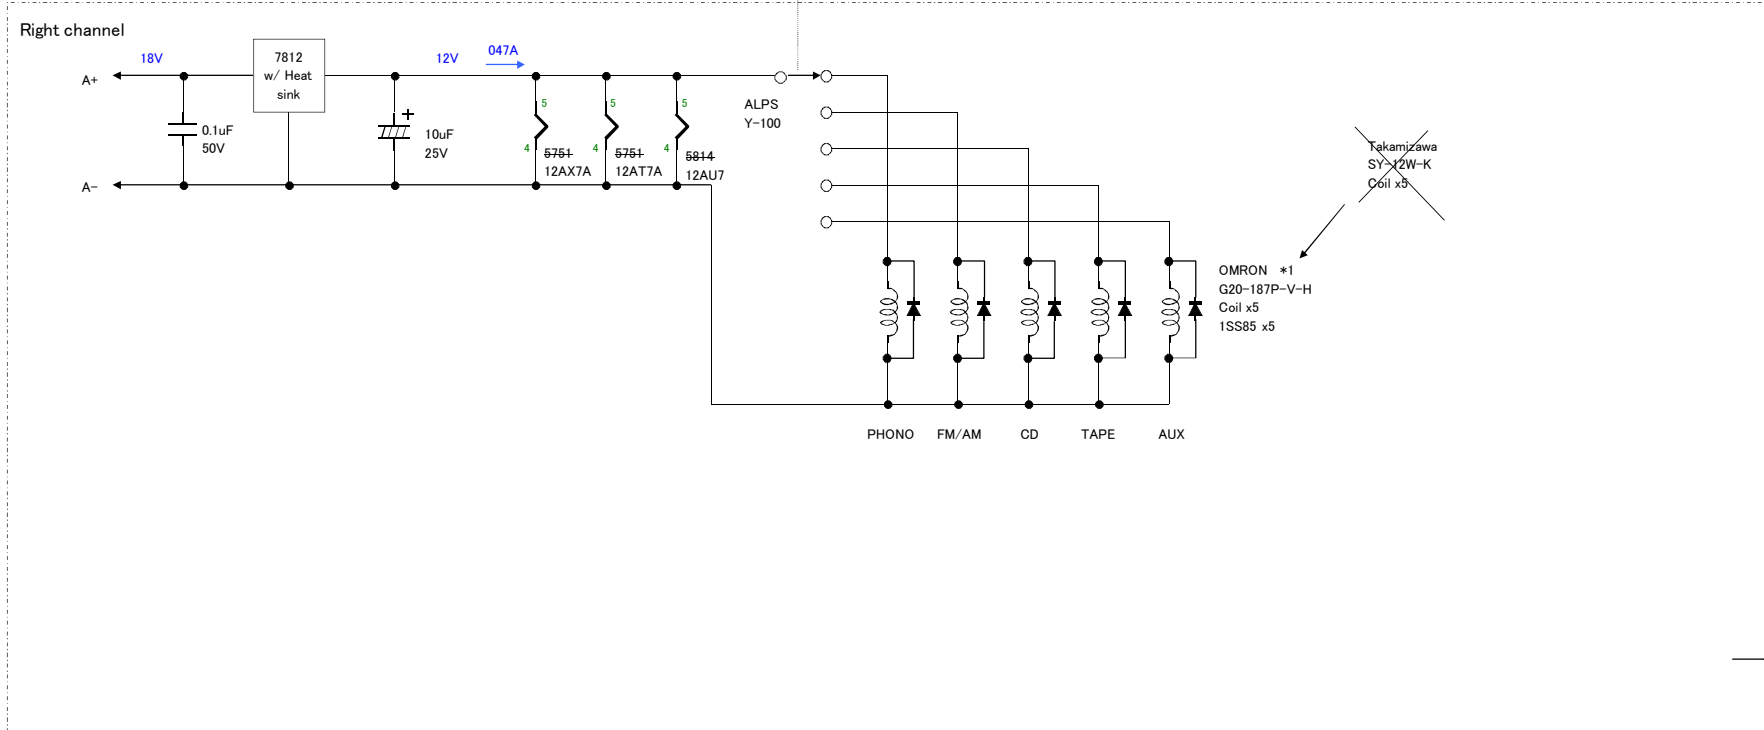 Right channel
18V
7812
w/ Heat
sink
12V
047A
A+
5
5
5
ALPS
Y-100
0.1uF
50V
10uF
25V
4
4
4
5751
12AX7A
5751
12AT7A
5814
12AU7
A-
Takamizawa
SY-12W-K
Coil x5
OMRON *1
G20-187P-V-H
Coil x5
1SS85 x5
PHONO FM/AM CD TAPE AUX